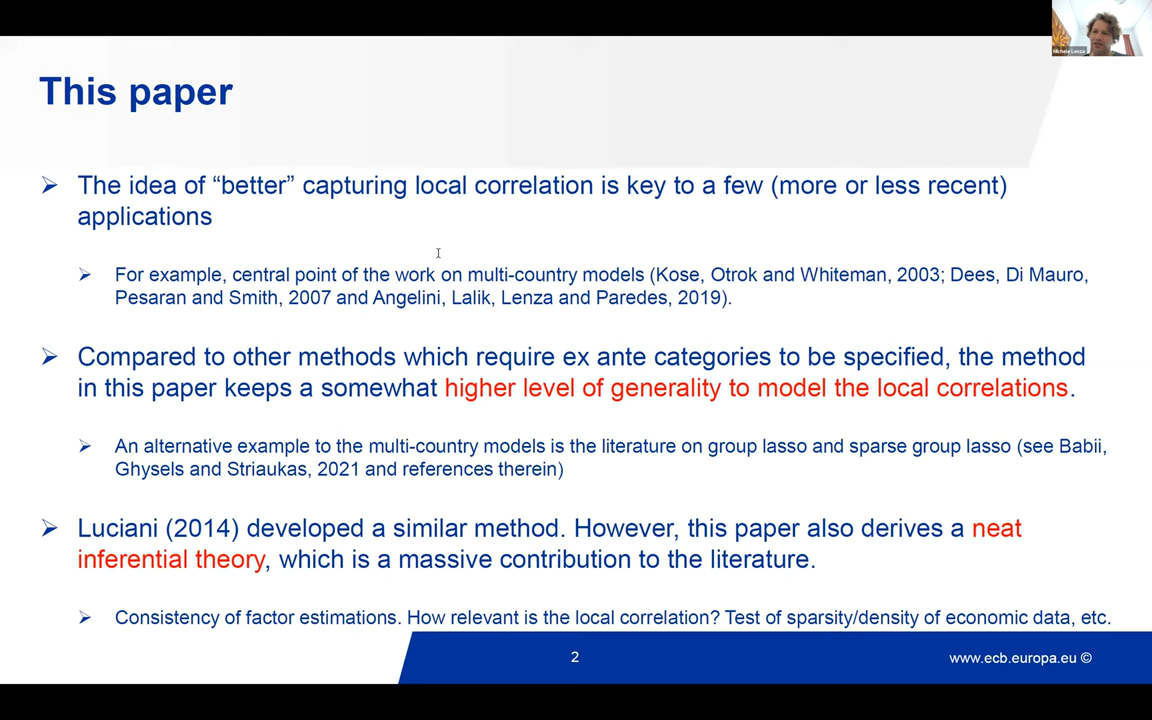 Michele Lenza
This paper
The idea of “better” capturing local correlation is key to a few (more or less recent)
applications
For example, central point of the work on multi-country models (Kose, Otrok and Whiteman, 2003; Dees, Di Mauro,
Pesaran and Smith, 2007 and Angelini, Lalik, Lenza and Paredes, 2019).
Compared to other methods which require ex ante categories to be specified, the method
in this paper keeps a somewhat higher level of generality to model the local correlations.
An alternative example to the multi-country models is the literature on group lasso and sparse group lasso (see Babii,
Ghysels and Striaukas, 2021 and references therein)
Luciani (2014) developed a similar method. However, this paper also derives a neat
inferential theory, which is a massive contribution to the literature.
Consistency of factor estimations. How relevant is the local correlation? Test of sparsity/density of economic data, etc.
2
www.ecb.europa.eu ©